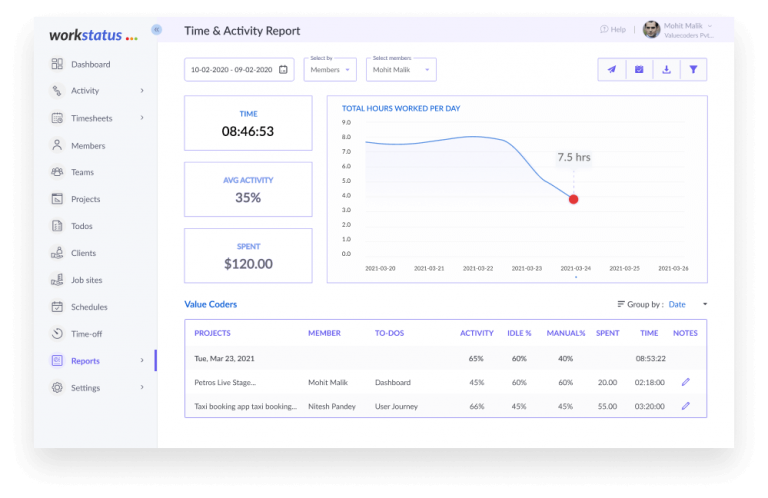 workstatus
Time & Activity Report
Help
Mohit Malik
Valuecoders Pvt...
Dashboard
Activity
Timesheets
Members
Teams
Projects
Todos
Clients
Job sites
Schedules
Time-off
Reports
Settings
10-02-2020 - 09-02-2020
Select by
Members
Select members
Mohit Malik
TIME
08:46:53
AVG ACTIVITY
35%
SPENT
$120.00
TOTAL HOURS WORKED PER DAY
9.0
8.0
7.0
6.0
5.0
4.0
3.0
2.0
1.0
0.0
7.5 hrs
2021-03-20 2021-03-21 2021-03-22 2021-03-23 2021-03-24 2021-03-25 2021-03-26
Value Coders
Group by : Date
PROJECTS MEMBER TO-DOS ACTIVITY IDLE % MANUAL% SPENT TIME NOTES
Tue, Mar 23, 2021 65% 60% 40% 08:53:22
Petros Live Stage... Mohit Malik Dashboard 45% 60% 60% 20.00 02:18:00
Taxi booking app taxi booking... Nitesh Pandey User Journey 66% 45% 45% 55.00 03:20:00